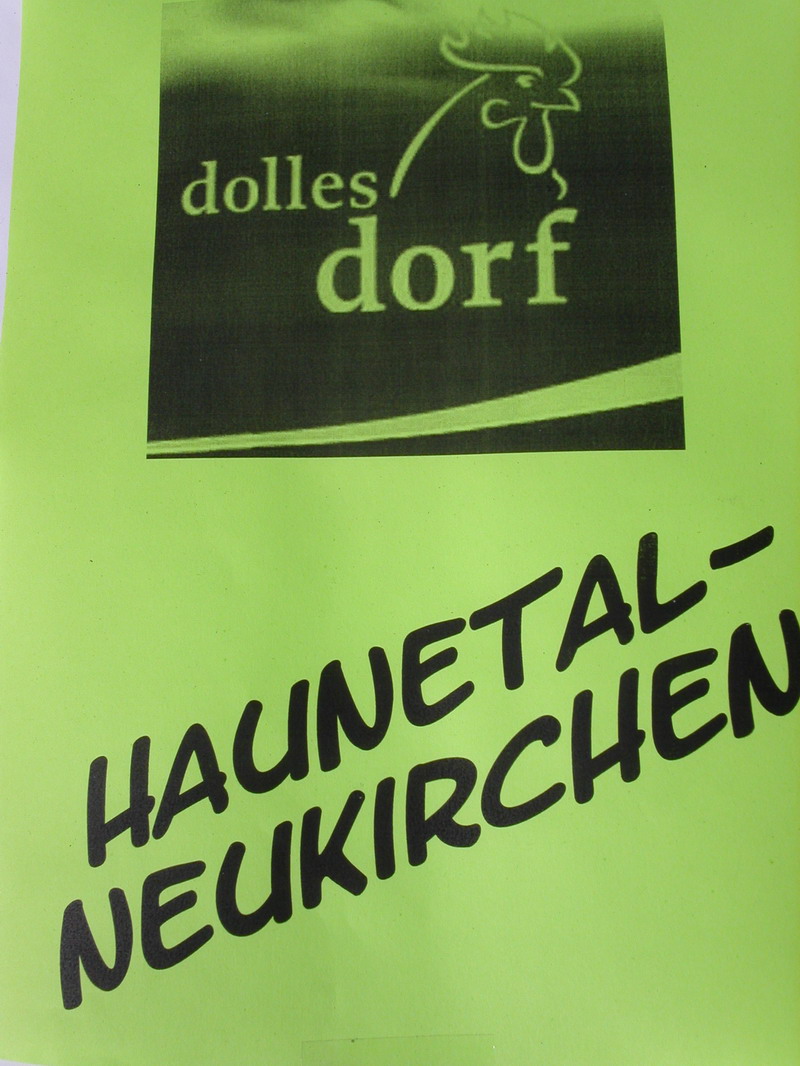 dolles
dorf
HAUNETAL-
NEUKIRCHEN